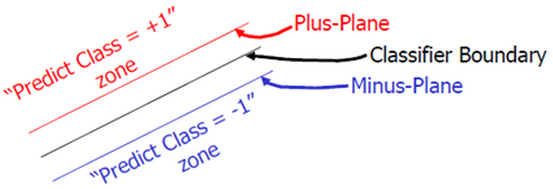 “Predict Class = +1”
zone
Plus-Plane
Classifier Boundary
Minus-Plane
“Predict Class = -1”
zone